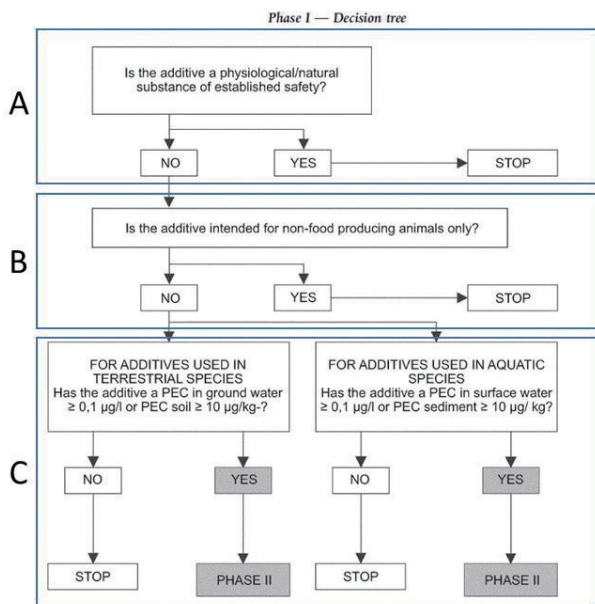 Phase I — Decision tree
A
Is the additive a physiological/natural
substance of established safety?
NO
YES
STOP
B
Is the additive intended for non-food producing animals only?
NO
YES
STOP
C
FOR ADDITIVES USED IN
TERRESTRIAL SPECIES
Has the additive a PEC in ground water
≥ 0,1 µg/l or PEC soil ≥ 10 µg/kg-?
FOR ADDITIVES USED IN AQUATIC
SPECIES
Has the additive a PEC in surface water
≥ 0,1 µg/l or PEC sediment ≥ 10 µg/ kg?
NO
YES
NO
YES
STOP
PHASE II
STOP
PHASE II